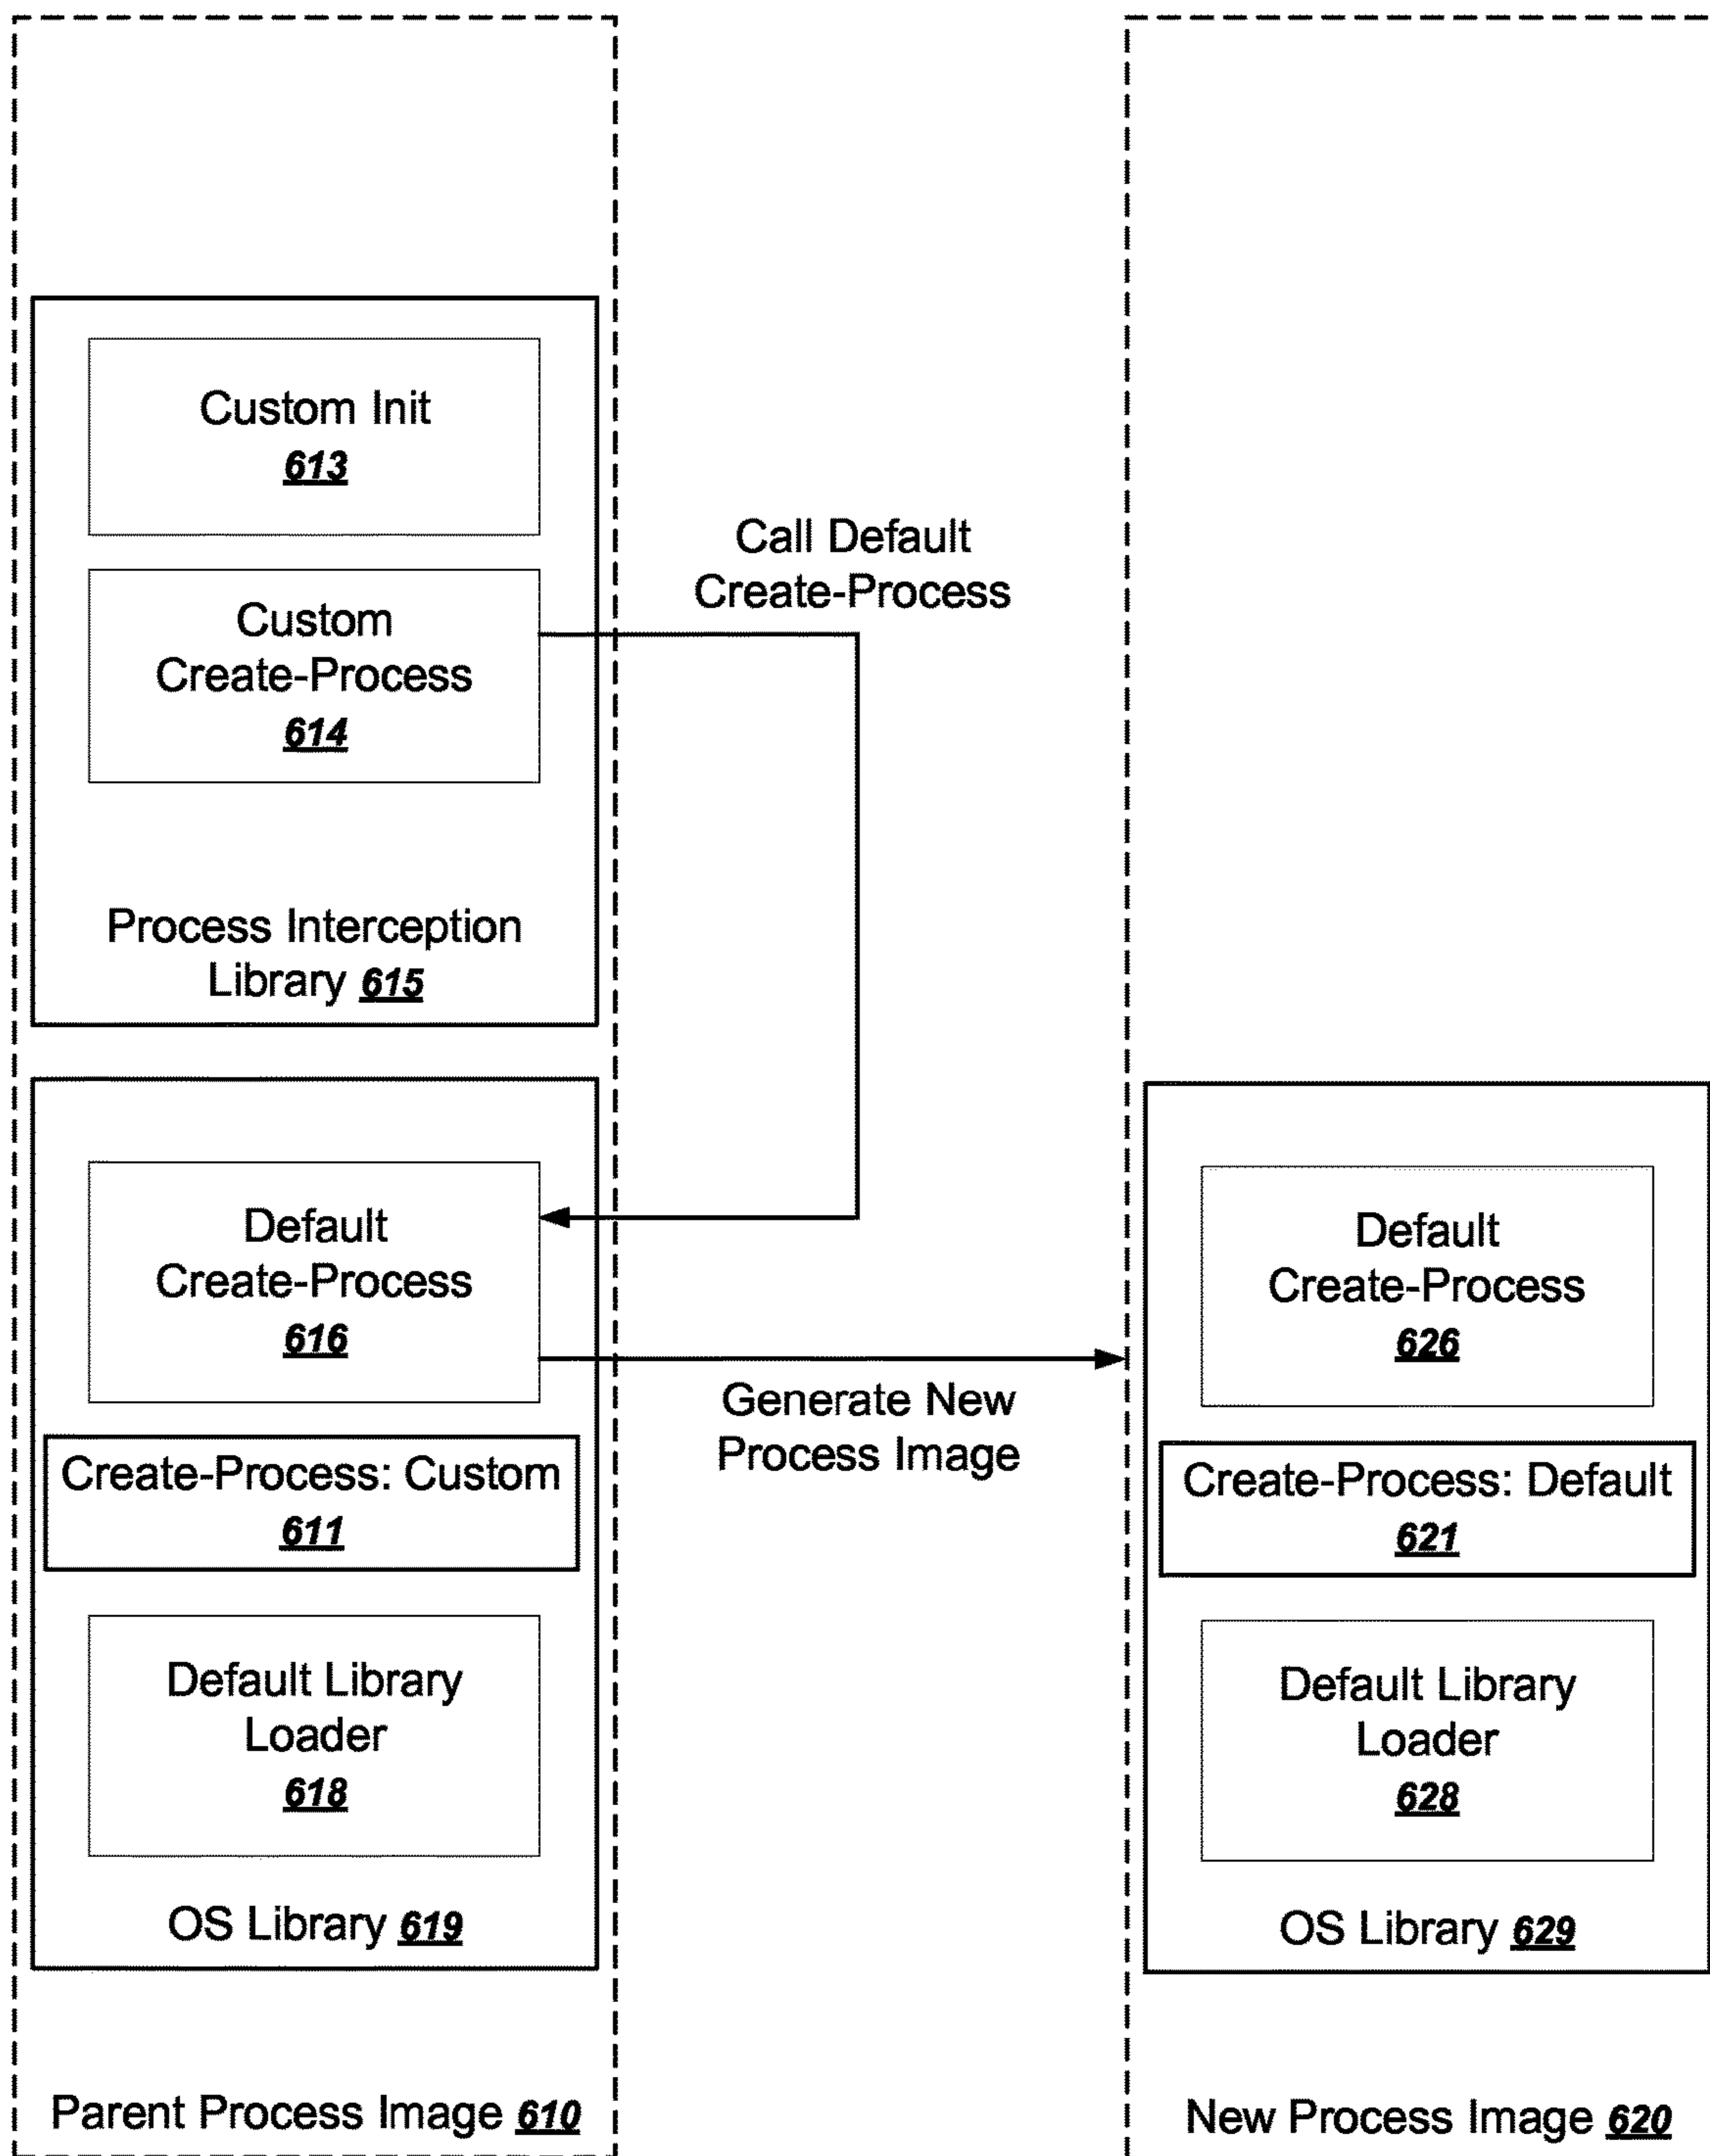 Custom Init
613
Custom
Create-Process
614
Process Interception
Library 615
Call Default
Create-Process
Default
Create-Process
616
Create-Process: Custom
611
Default Library
Loader
618
OS Library 619
Parent Process Image 610
Generate New
Process Image
Default
Create-Process
626
Create-Process: Default
621
Default Library
Loader
628
OS Library 629
New Process Image 620